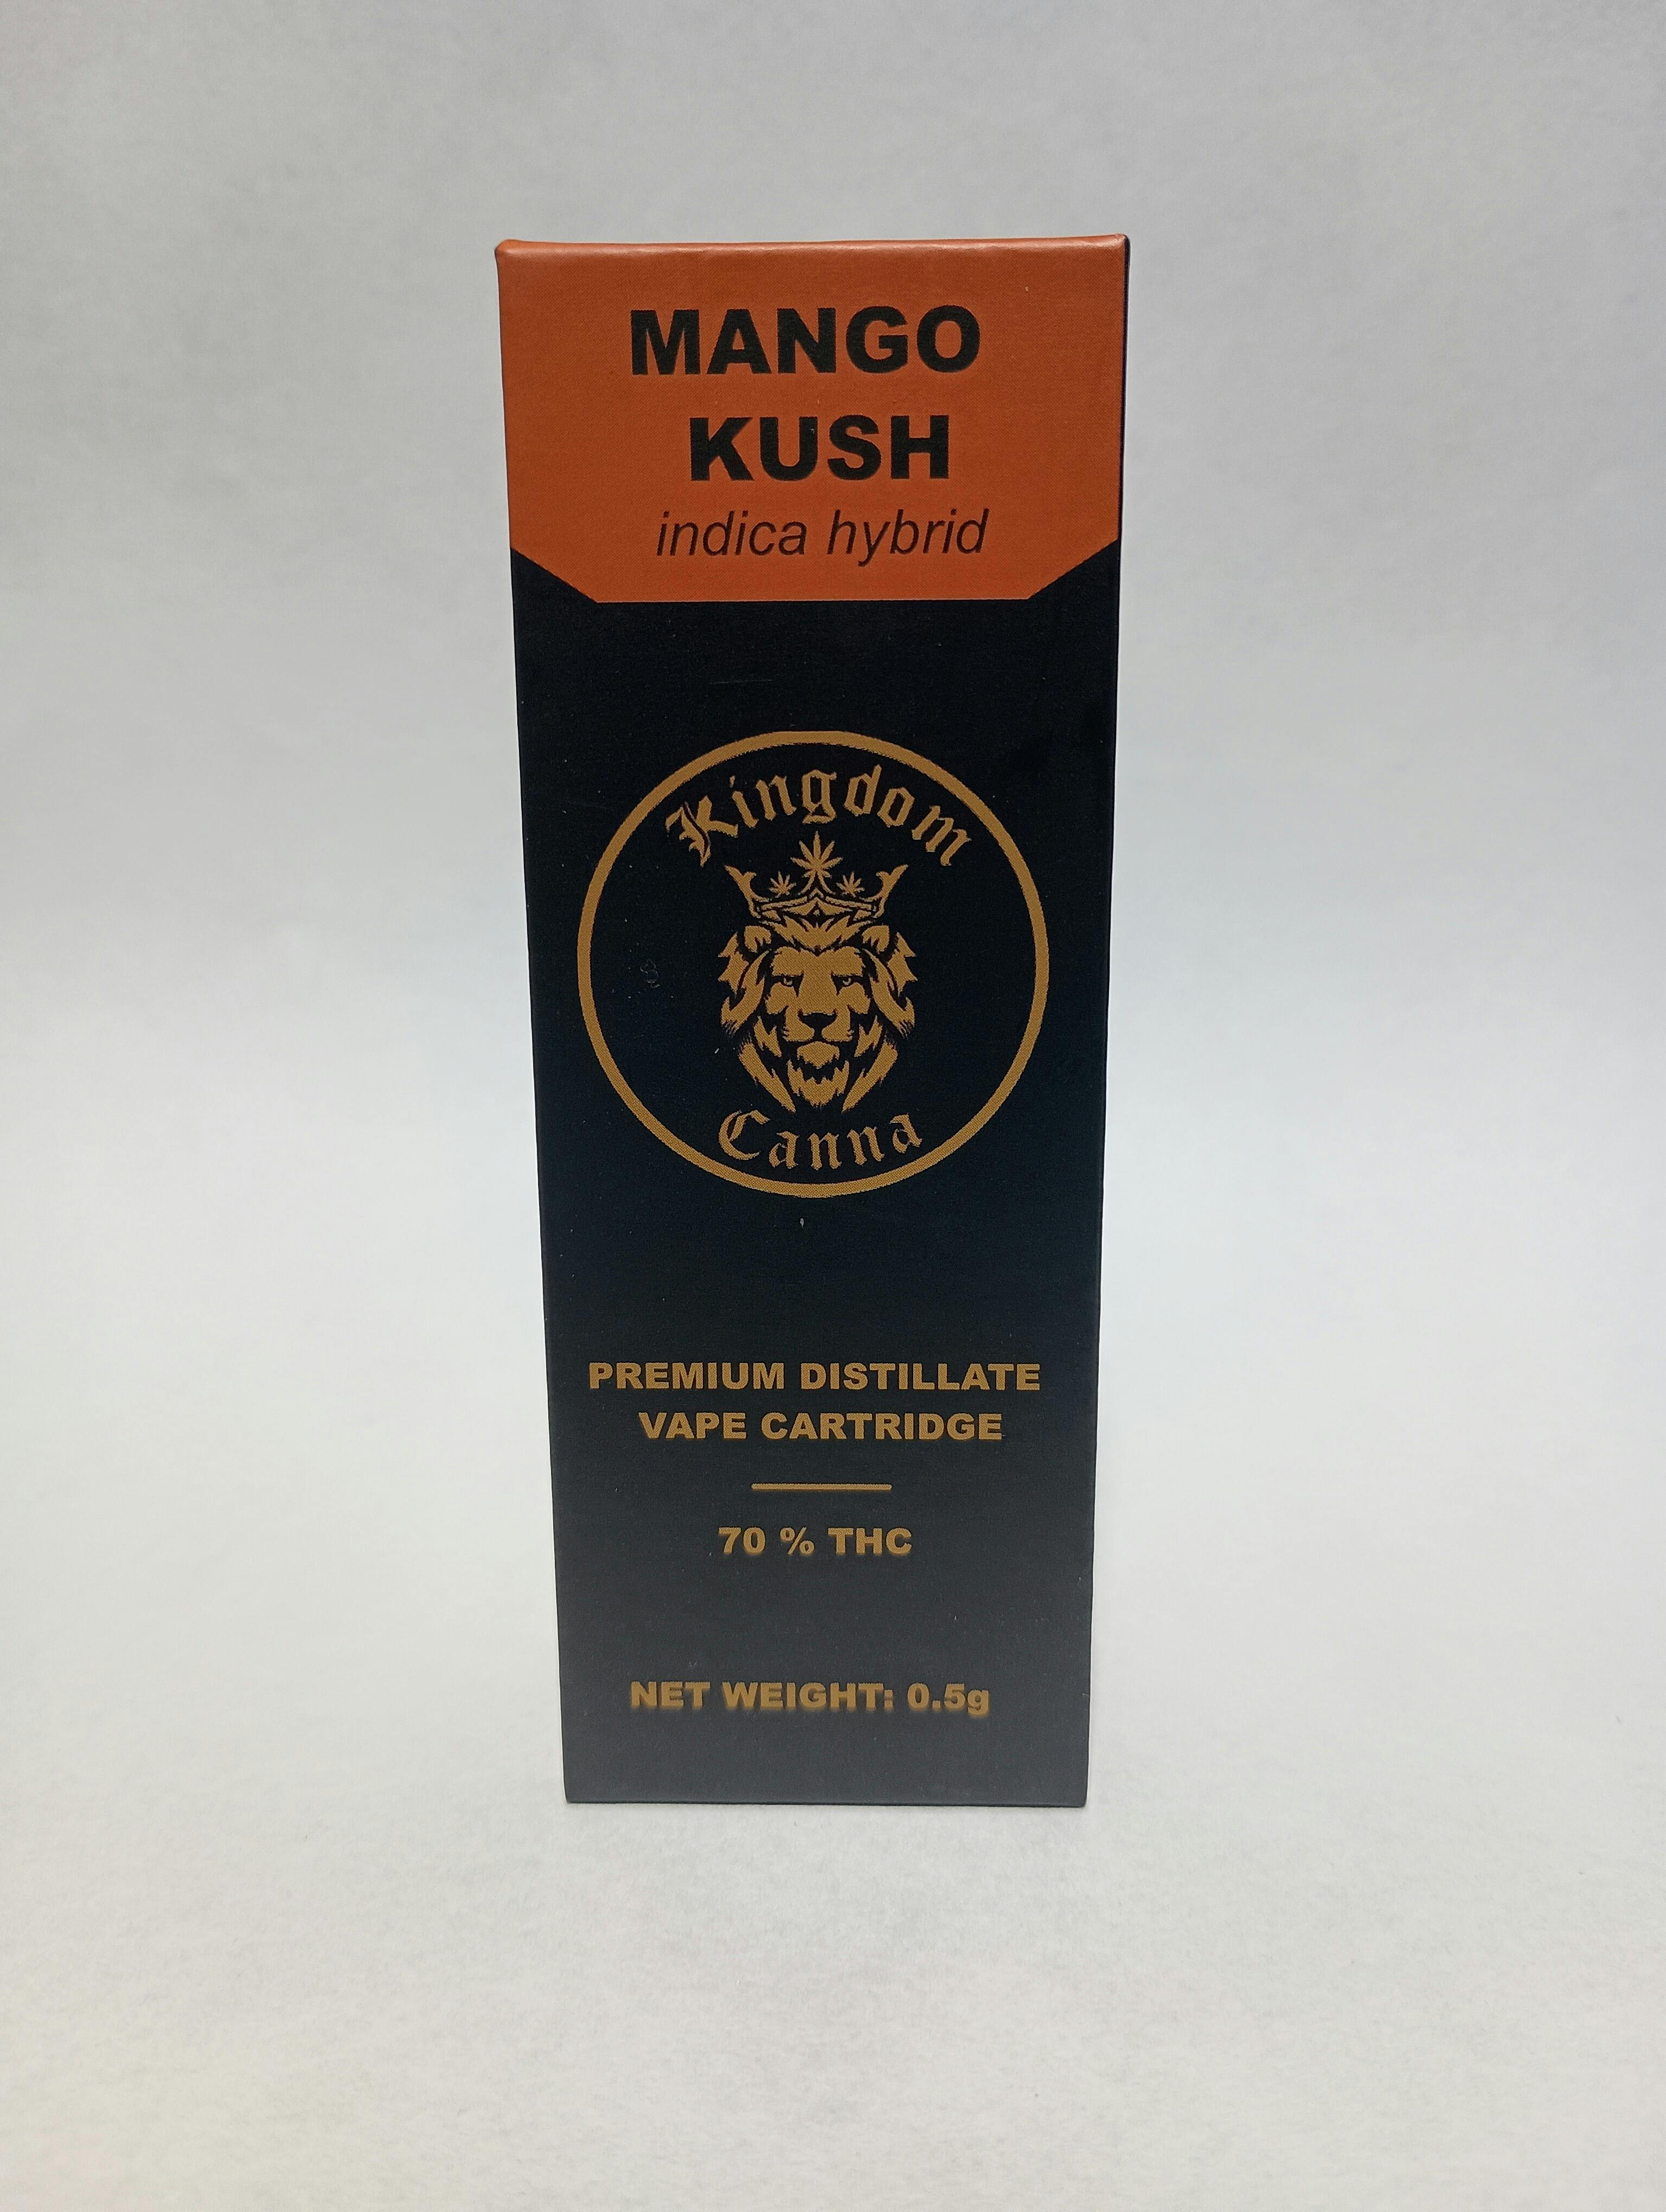 MANGO
KUSH
indica hybrid
Kingdom
Canna
PREMIUM DISTILLATE
VAPE CARTRIDGE
70 % THC
NET WEIGHT: 0.5g